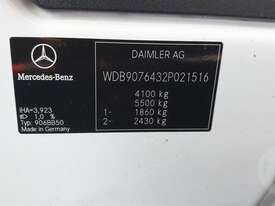 DAIMLER AG
Mercedes-Benz
WDB9076432P021516
4100 kg
5500 kg
1- 1860 kg
2- 2430 kg
iHA=3,923
1,0 %
Typ: 906BB50
Made in Germany